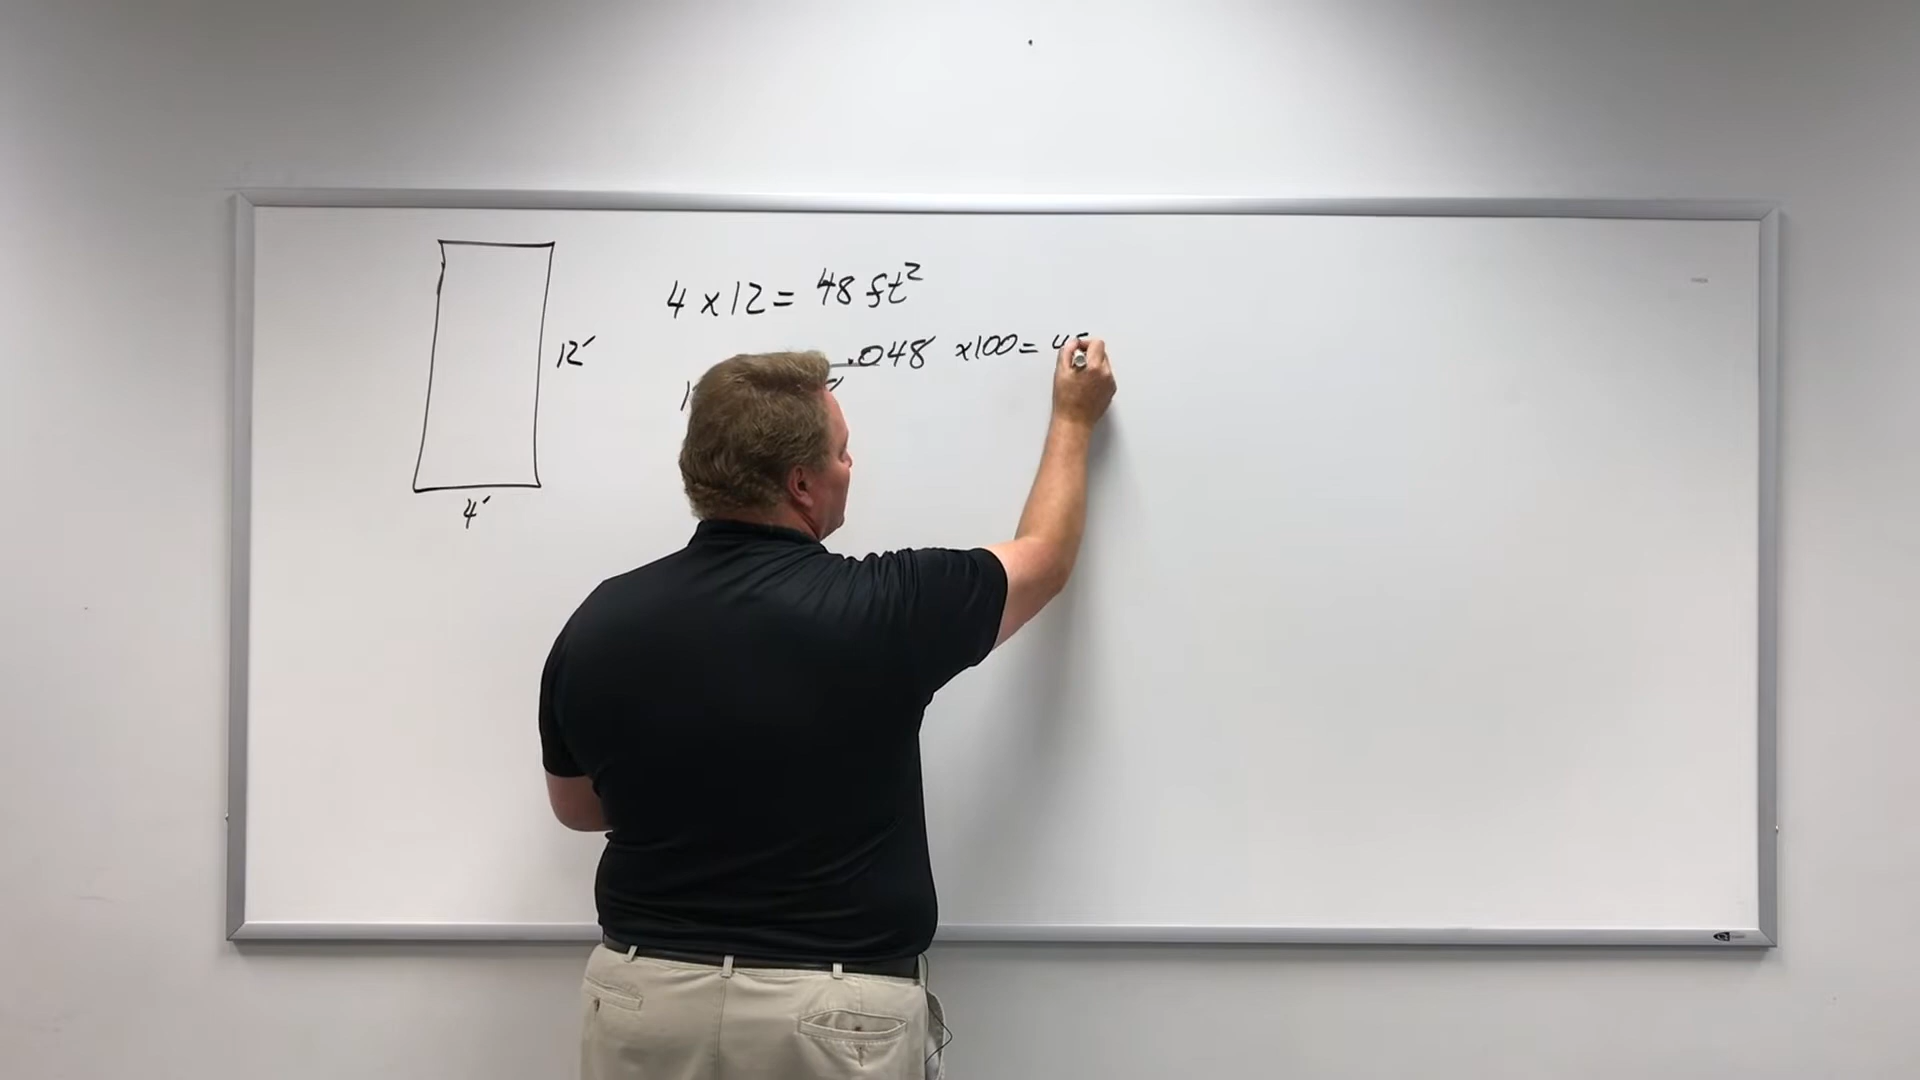 4 x 12 = 48 ft²
.048 x100 =
12'
4'